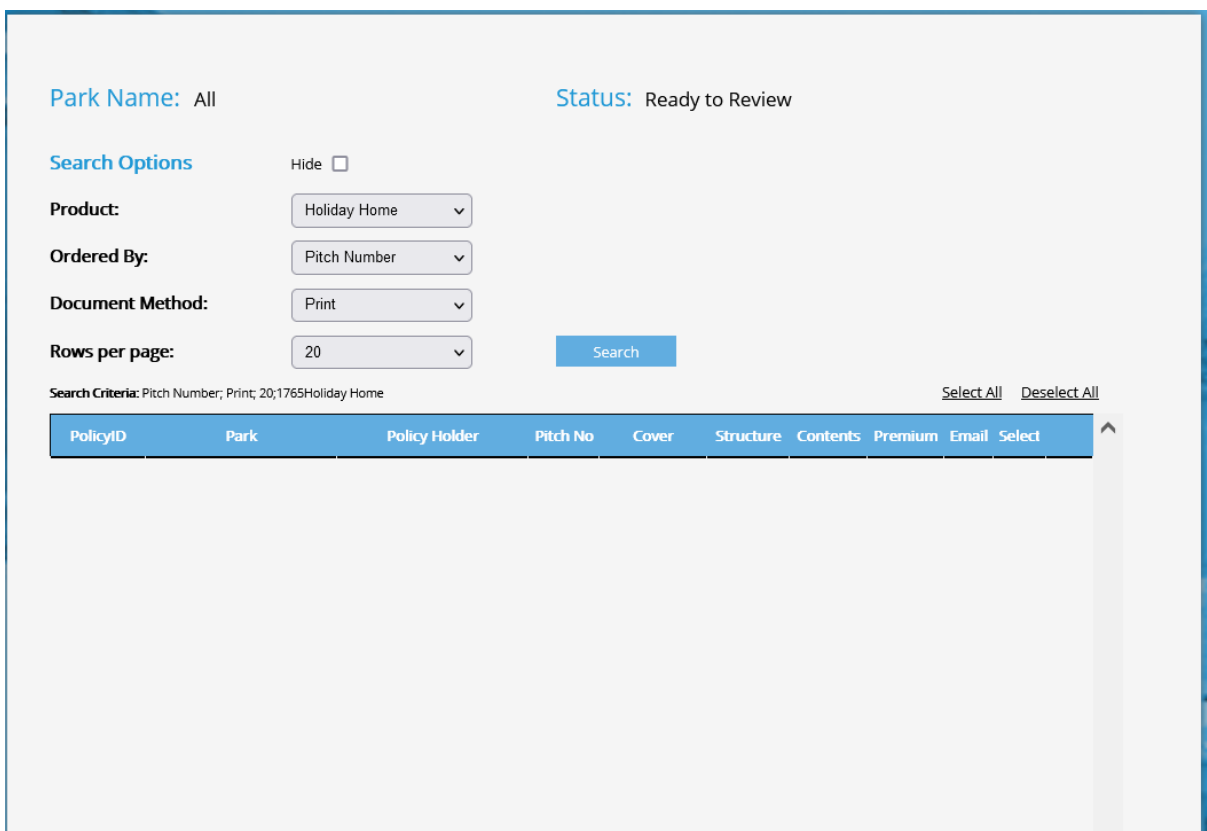 Park Name: All Status: Ready to Review
Search Options Hide
Product: Holiday Home
Ordered By: Pitch Number
Document Method: Print
Rows per page: 20 Search
Search Criteria: Pitch Number; Print; 20;1765Holiday Home Select All Deselect All
PolicyID Park Policy Holder Pitch No Cover Structure Contents Premium Email Select